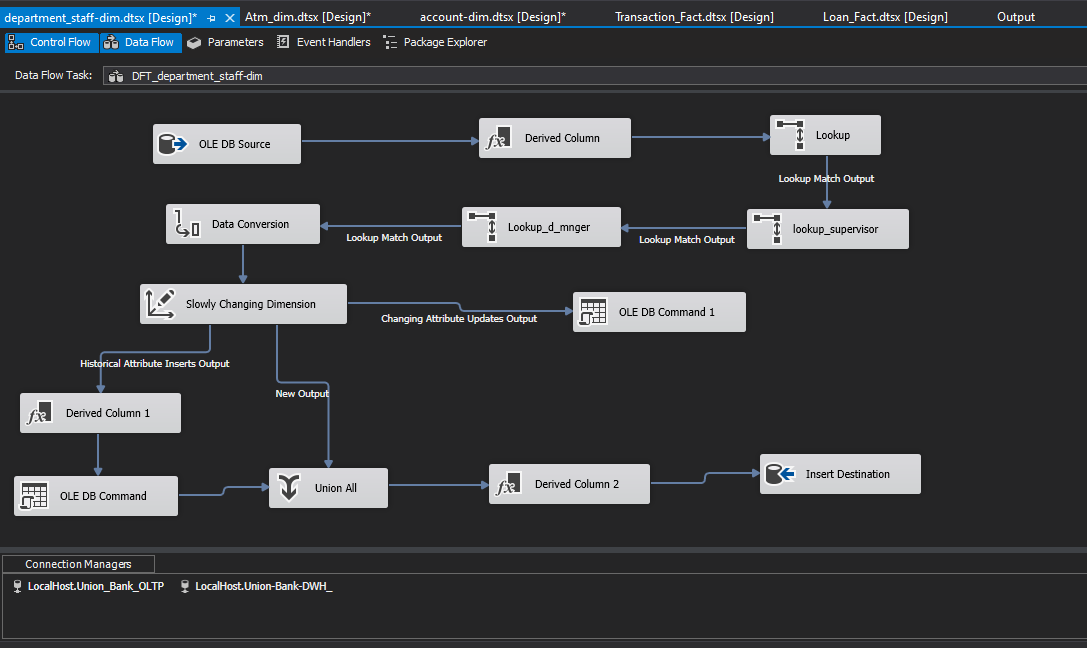 department_staff-dim.dtsx [Design]* Atm_dim.dtsx [Design]* account-dim.dtsx [Design]* Transaction_Fact.dtsx [Design] Loan_Fact.dtsx [Design] Output
Control Flow Data Flow Parameters Event Handlers Package Explorer
Data Flow Task: DFT_department_staff-dim
OLE DB Source
Derived Column
Lookup
Lookup Match Output
lookup_supervisor
Lookup Match Output
Lookup_d_mnger
Lookup Match Output
Data Conversion
Slowly Changing Dimension
Changing Attribute Updates Output
OLE DB Command 1
Historical Attribute Inserts Output
New Output
Derived Column 1
OLE DB Command
Union All
Derived Column 2
Insert Destination
Connection Managers
LocalHost.Union_Bank_OLTP LocalHost.Union-Bank-DWH_